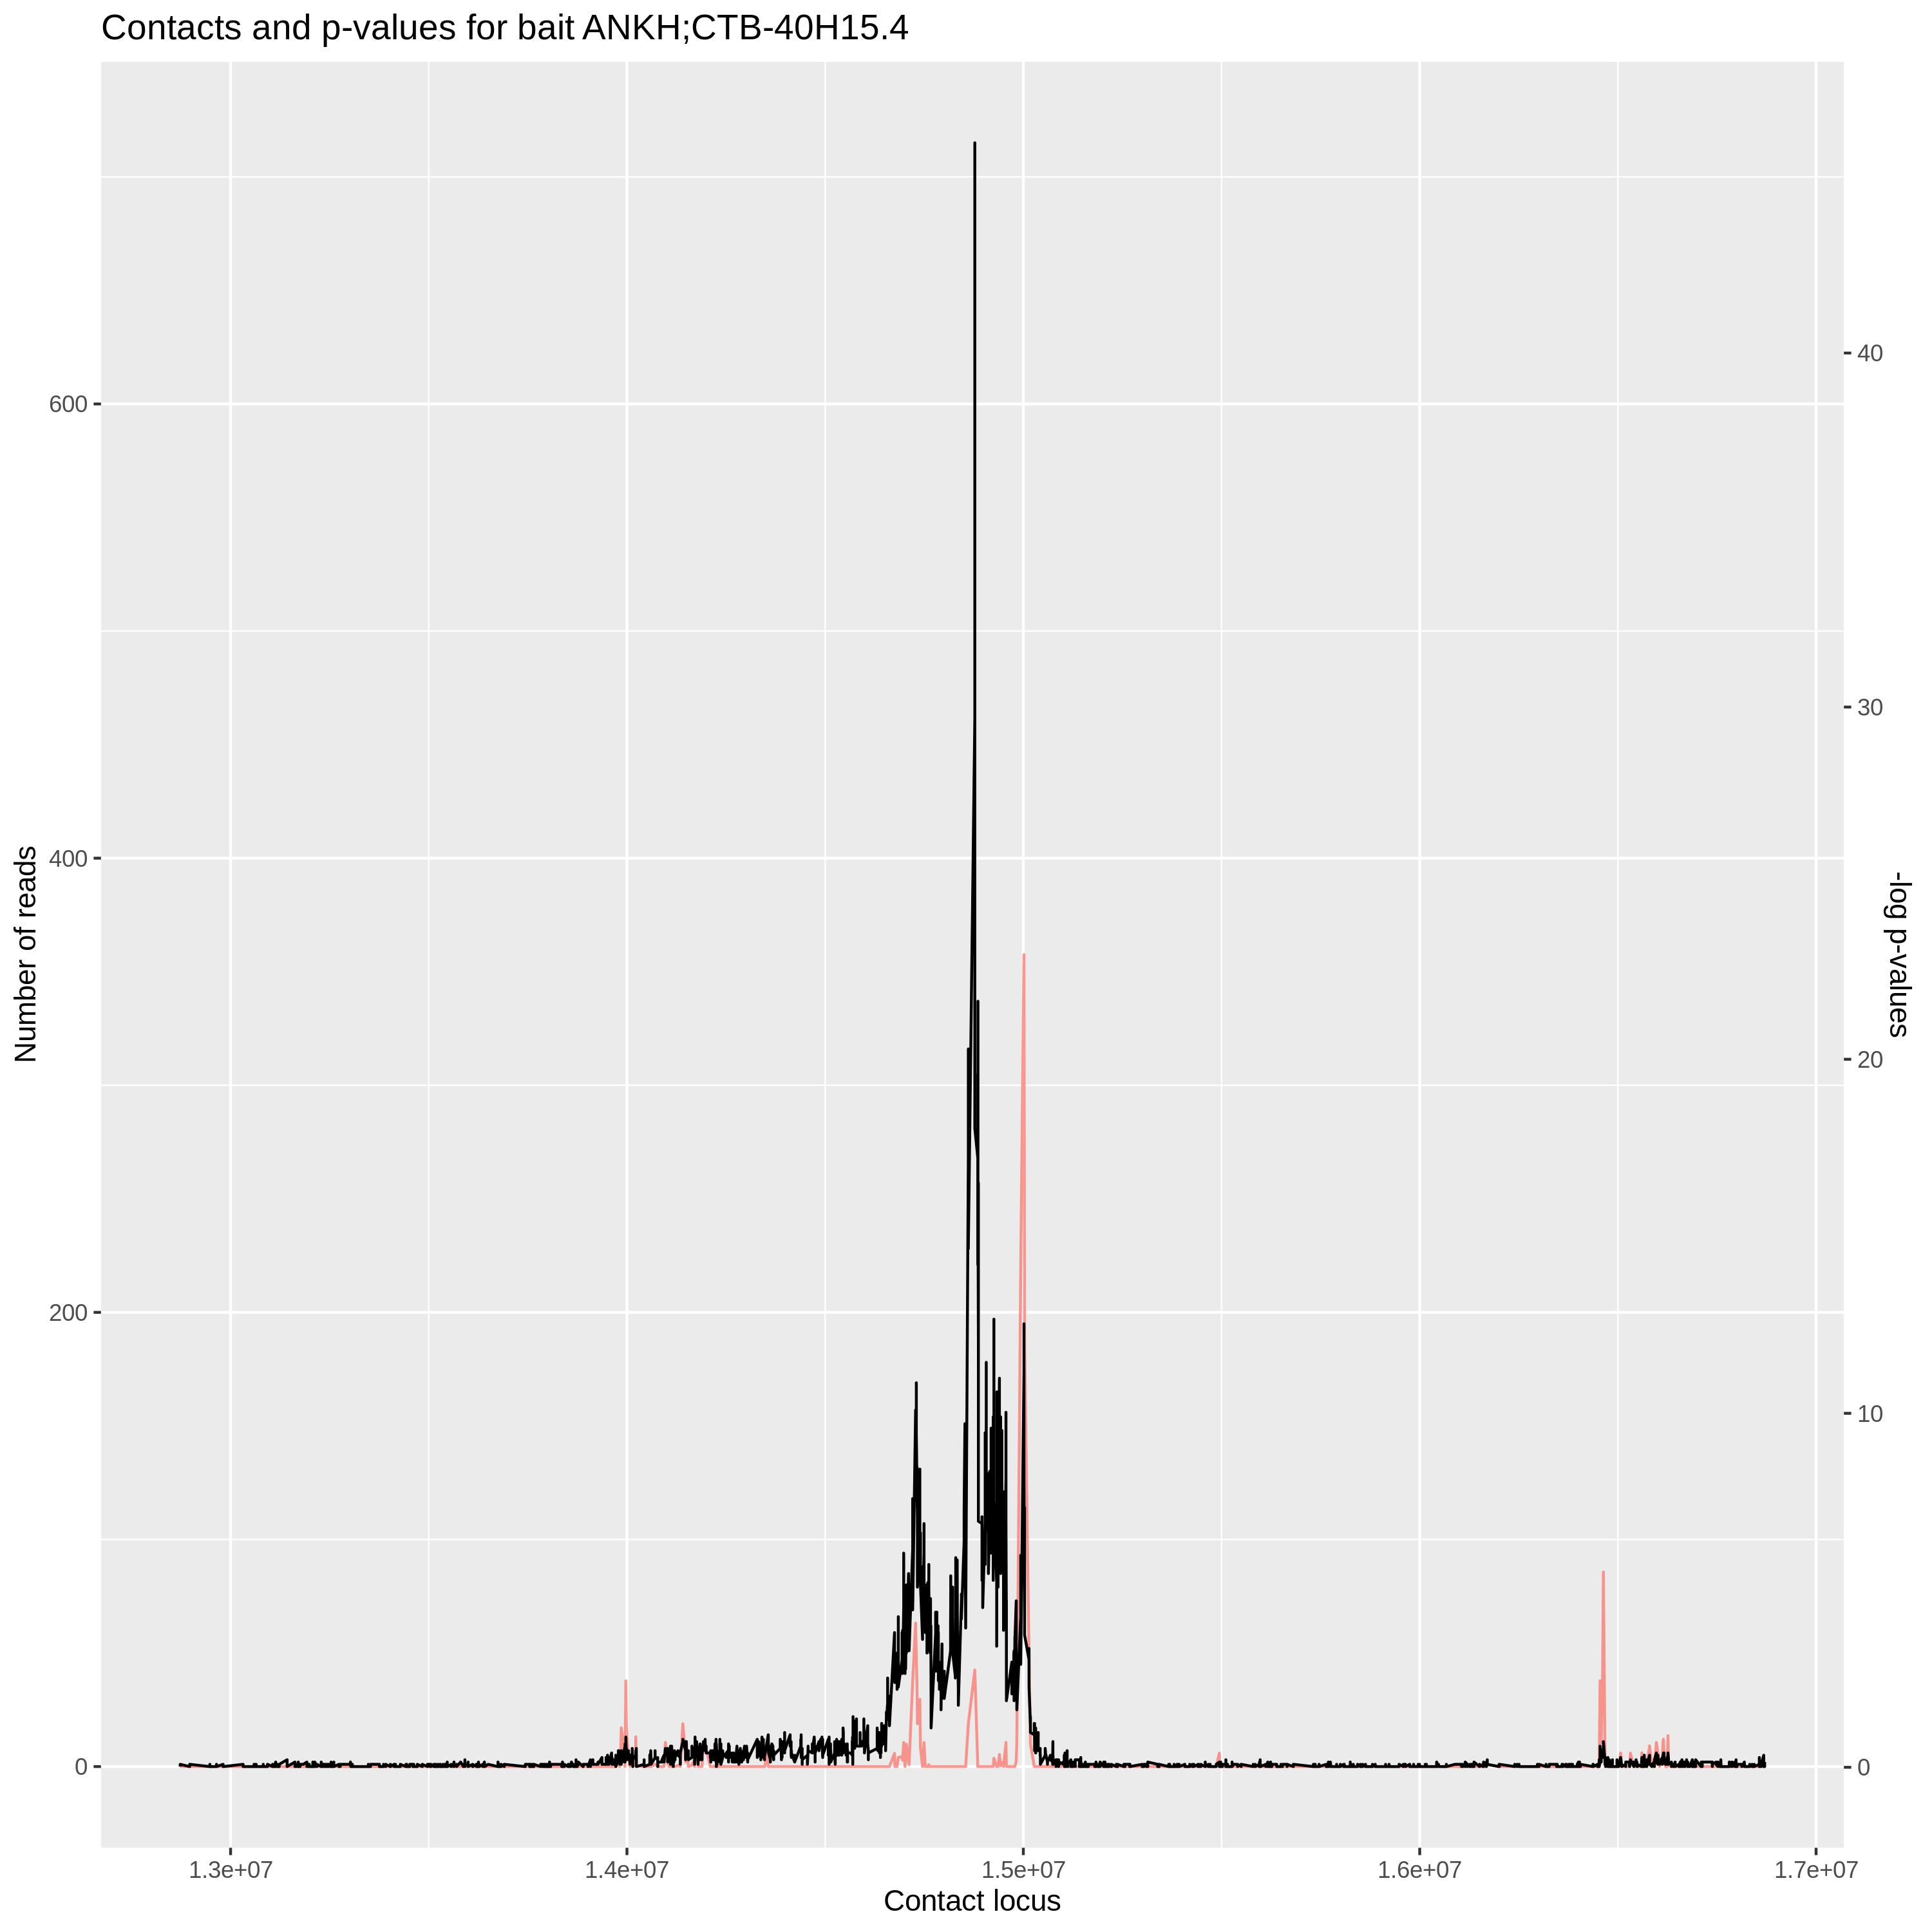 Contacts and p-values for bait ANKH;CTB-40H15.4
Number of reads
600
400
200
0
40
30
20
10
0
-log p-values
1.3e+07 1.4e+07 1.5e+07 1.6e+07 1.7e+07
Contact locus